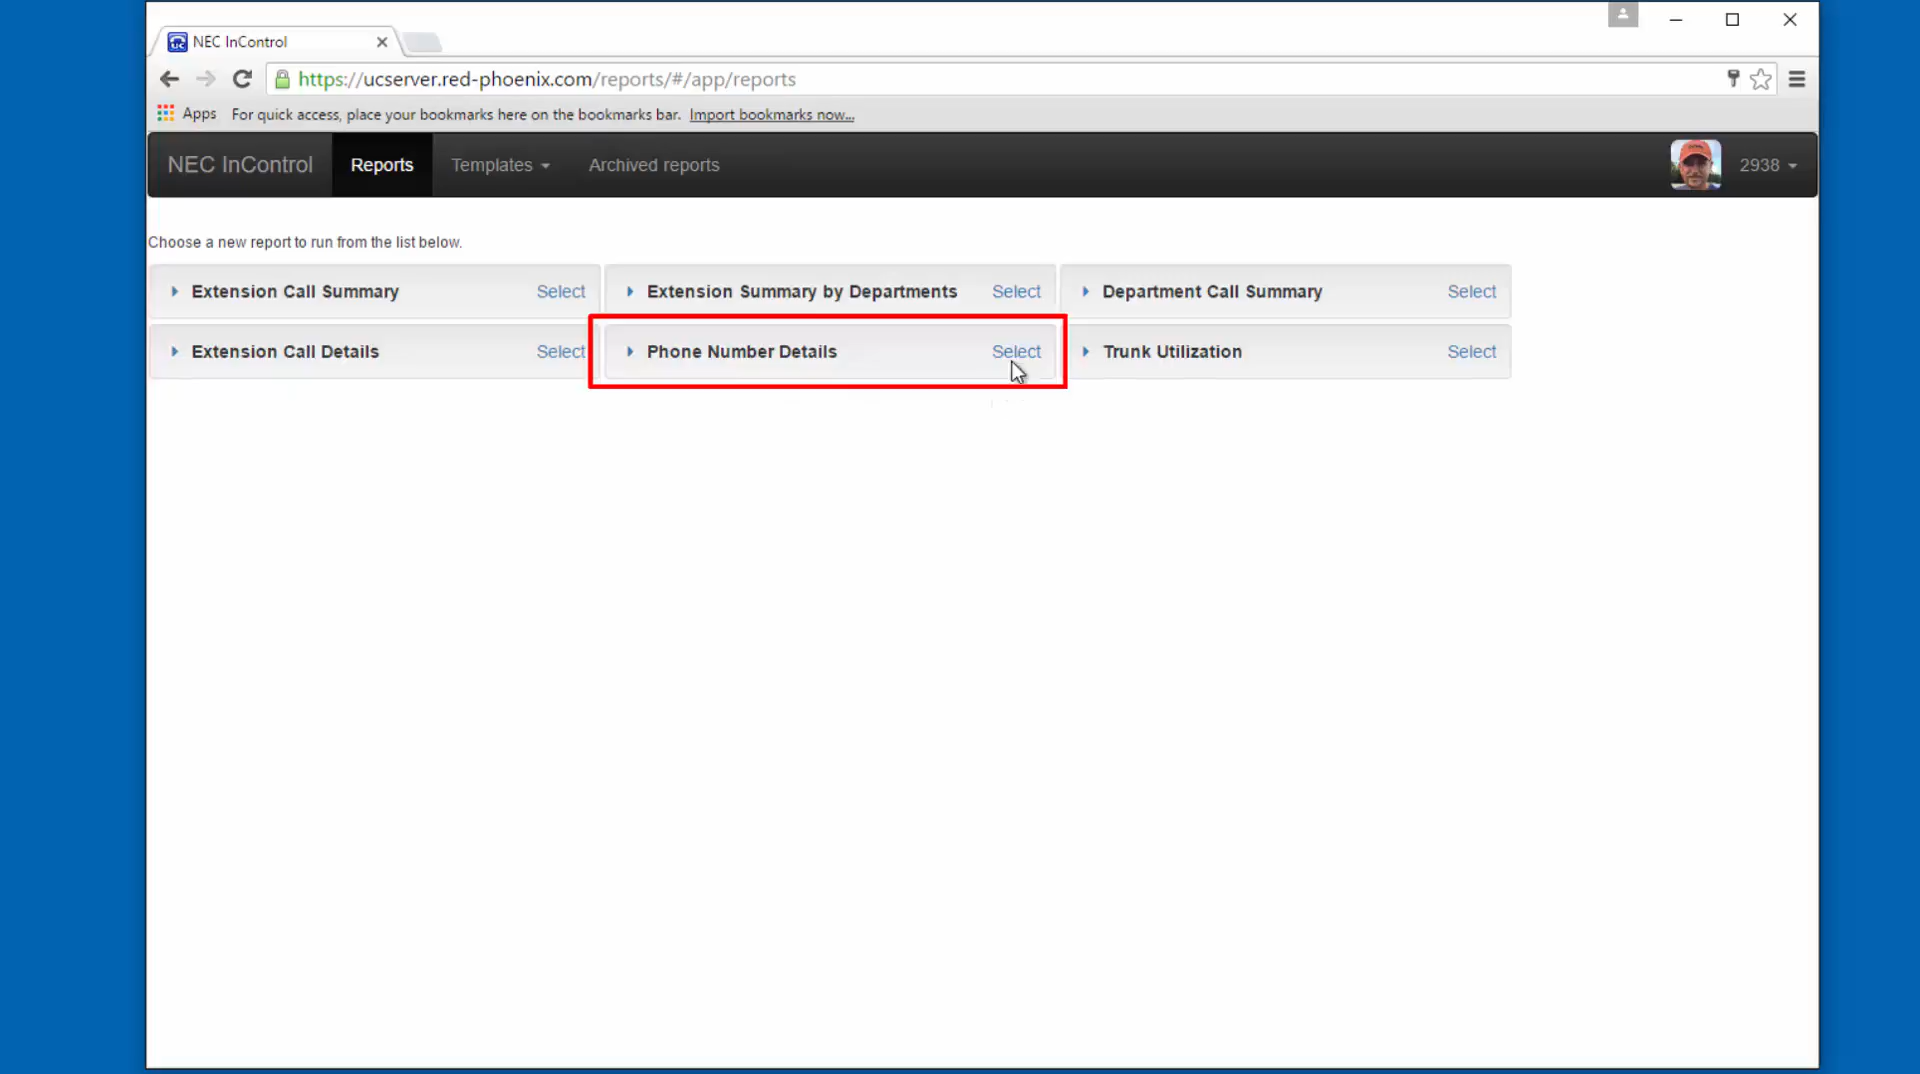 NEC InControl
https://ucserver.red-phoenix.com/reports/#/app/reports
Apps For quick access, place your bookmarks here on the bookmarks bar. Import bookmarks now...
NEC InControl Reports Templates Archived reports 2938
Choose a new report to run from the list below.
Extension Call Summary Select Extension Summary by Departments Select Department Call Summary Select
Extension Call Details Select Phone Number Details Select Trunk Utilization Select